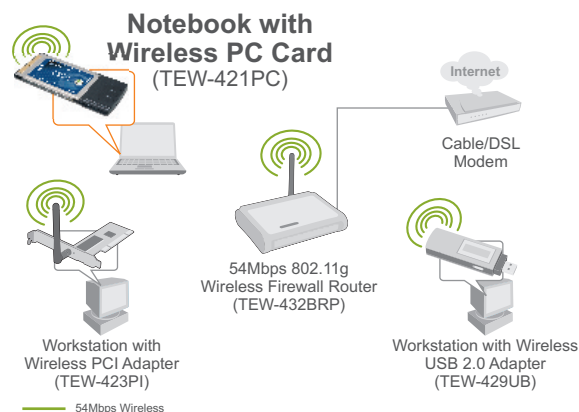 Notebook with
Wireless PC Card
(TEW-421PC)
Internet
Cable/DSL
Modem
54Mbps 802.11g
Wireless Firewall Router
(TEW-432BRP)
Workstation with
Wireless PCI Adapter
(TEW-423PI)
Workstation with Wireless
USB 2.0 Adapter
(TEW-429UB)
54Mbps Wireless